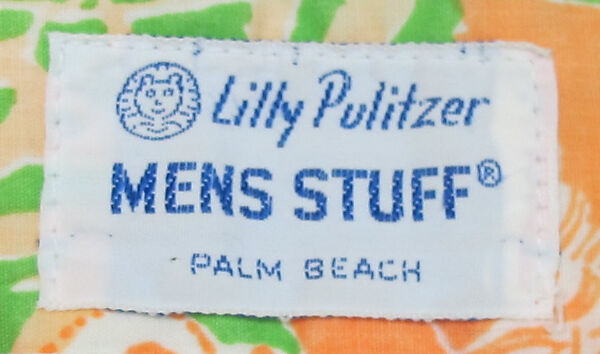 Lilly Pulitzer
MENS STUFF®
PALM BEACH